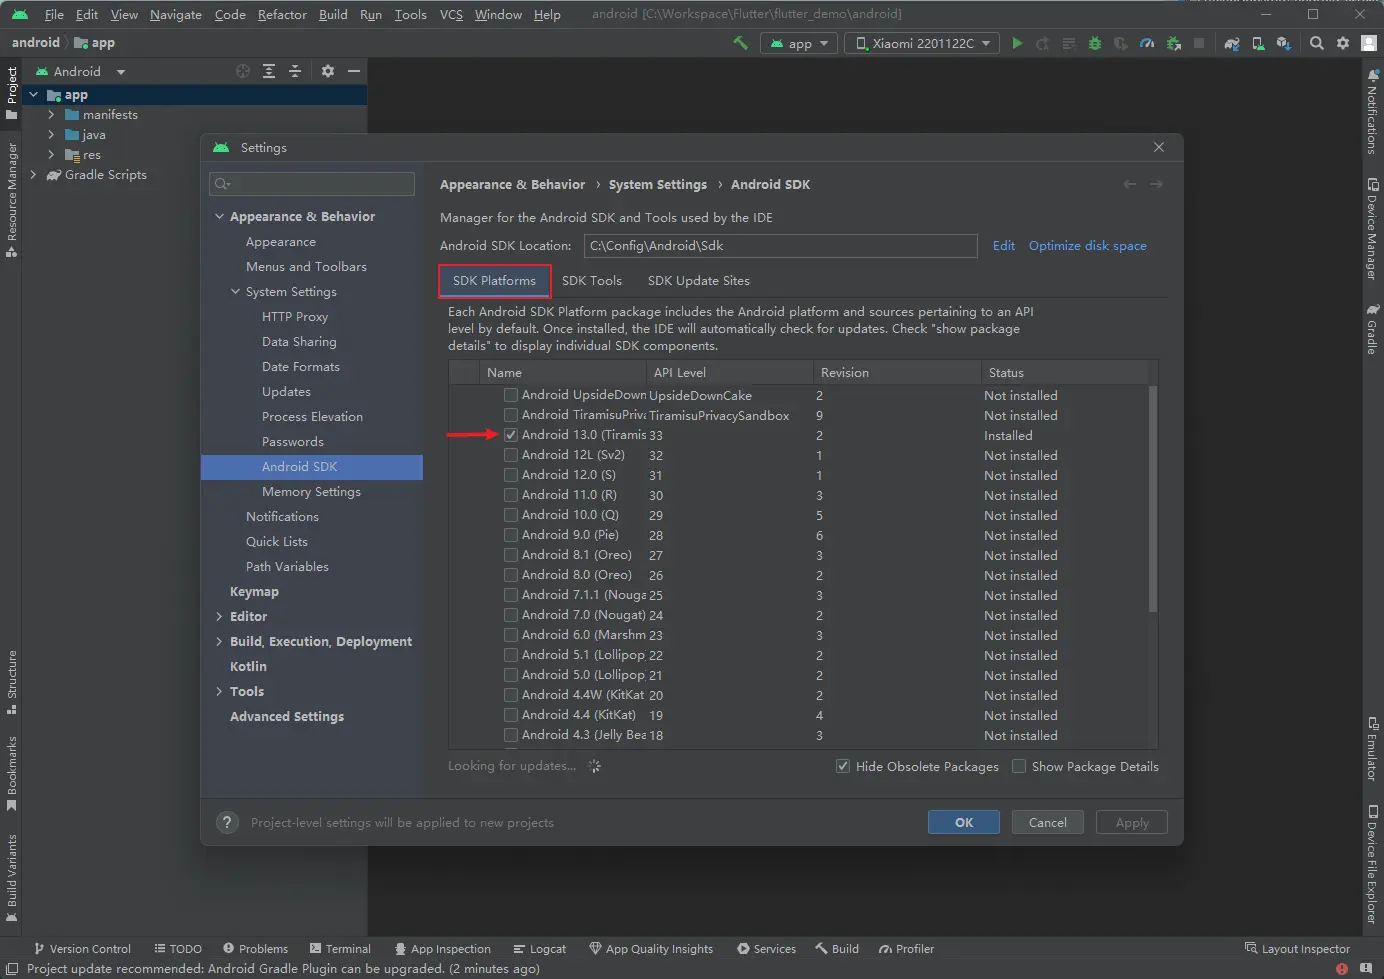 File Edit View Navigate Code Refactor Build Run Tools VCS Window Help android [C:\Workspace\Flutter\flutter_demo\android]
android app
app Xiaomi 2201122C
Project
Resource Manager
Structure
Bookmarks
Build Variants
Android
app
manifests
java
res
Gradle Scripts
Notifications
Device Manager
Gradle
Emulator
Device File Explorer
Settings
Appearance & Behavior
Appearance
Menus and Toolbars
System Settings
HTTP Proxy
Data Sharing
Date Formats
Updates
Process Elevation
Passwords
Android SDK
Memory Settings
Notifications
Quick Lists
Path Variables
Keymap
Editor
Build, Execution, Deployment
Kotlin
Tools
Advanced Settings
Appearance & Behavior › System Settings › Android SDK
Manager for the Android SDK and Tools used by the IDE
Android SDK Location: C:\Config\Android\Sdk Edit Optimize disk space
SDK Platforms SDK Tools SDK Update Sites
Each Android SDK Platform package includes the Android platform and sources pertaining to an API
level by default. Once installed, the IDE will automatically check for updates. Check "show package
details" to display individual SDK components.
Name API Level Revision Status
Android UpsideDown UpsideDownCake 2 Not installed
Android TiramisuPriva TiramisuPrivacySandbox 9 Not installed
Android 13.0 (Tiramis 33 2 Installed
Android 12L (Sv2) 32 1 Not installed
Android 12.0 (S) 31 1 Not installed
Android 11.0 (R) 30 3 Not installed
Android 10.0 (Q) 29 5 Not installed
Android 9.0 (Pie) 28 6 Not installed
Android 8.1 (Oreo) 27 3 Not installed
Android 8.0 (Oreo) 26 2 Not installed
Android 7.1.1 (Nouga 25 3 Not installed
Android 7.0 (Nougat) 24 2 Not installed
Android 6.0 (Marshm 23 3 Not installed
Android 5.1 (Lollipop 22 2 Not installed
Android 5.0 (Lollipop 21 2 Not installed
Android 4.4W (KitKat 20 2 Not installed
Android 4.4 (KitKat) 19 4 Not installed
Android 4.3 (Jelly Bea 18 3 Not installed
Looking for updates... Hide Obsolete Packages Show Package Details
? Project-level settings will be applied to new projects OK Cancel Apply
Version Control TODO Problems Terminal App Inspection Logcat App Quality Insights Services Build Profiler Layout Inspector
Project update recommended: Android Gradle Plugin can be upgraded. (2 minutes ago)